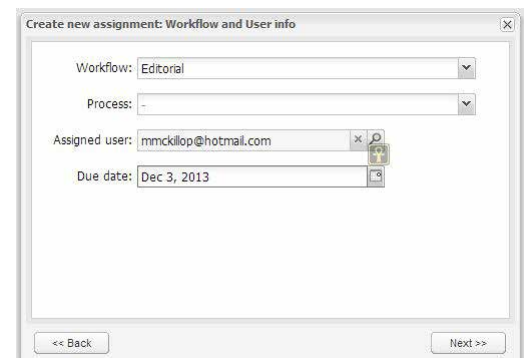 Create new assignment: Workflow and User info
Workflow: Editorial
Process: -
Assigned user: mmckillop@hotmail.com
Due date: Dec 3, 2013
<< Back Next >>